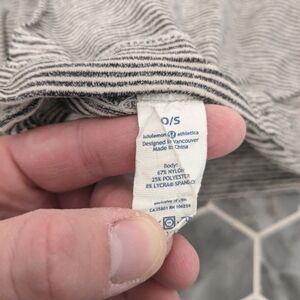 O/S
lululemon athletica
Designed in Vancouver
Made in China
Body:
67% NYLON
25% POLYESTER
8% LYCRA® SPANDEX